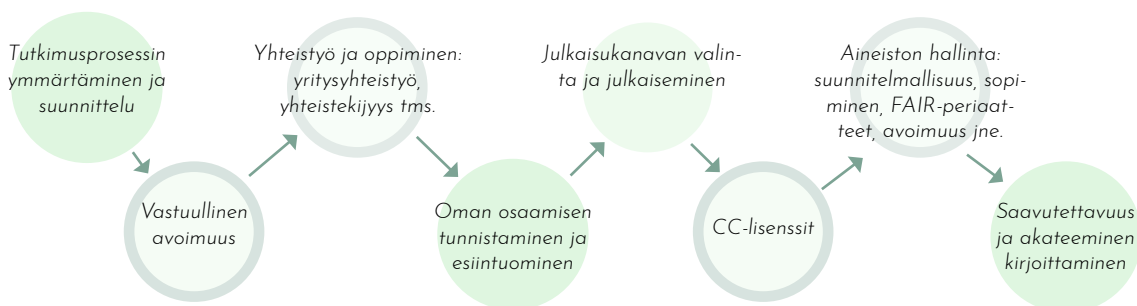 Tutkimusprosessin
ymmärtäminen ja
suunnittelu
Vastuullinen
avoimuus
Yhteistyö ja oppiminen:
yritysyhteistyö,
yhteistekijyys tms.
Oman osaamisen
tunnistaminen ja
esiintuominen
Julkaisukanavan valin-
ta ja julkaiseminen
CC-lisenssit
Aineiston hallinta:
suunnitelmallisuus, sopi-
minen, FAIR-periaat-
teet, avoimuus jne.
Saavutettavuus
ja akateeminen
kirjoittaminen